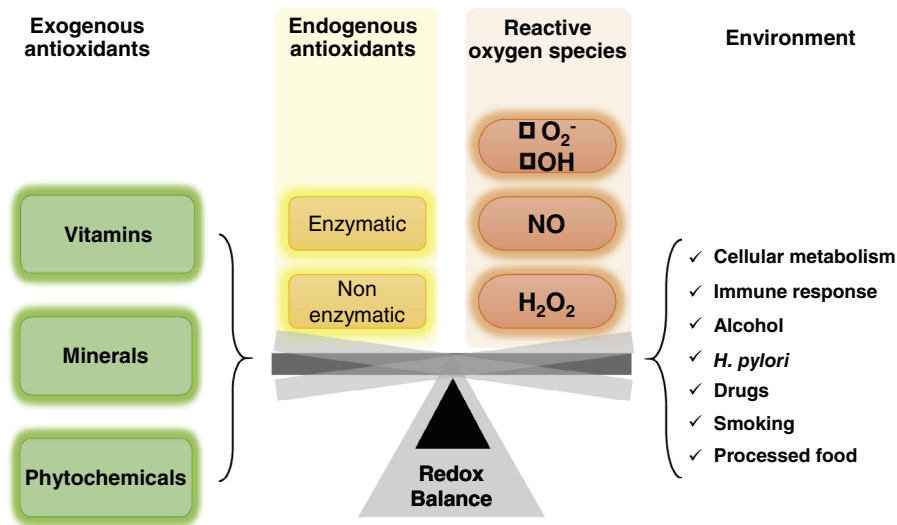 Exogenous
antioxidants
Vitamins
Minerals
Phytochemicals
Endogenous
antioxidants
Enzymatic
Non
enzymatic
Reactive
oxygen species
□ O₂⁻
□OH
NO
H₂O₂
Redox
Balance
Environment
✓ Cellular metabolism
✓ Immune response
✓ Alcohol
✓ H. pylori
✓ Drugs
✓ Smoking
✓ Processed food